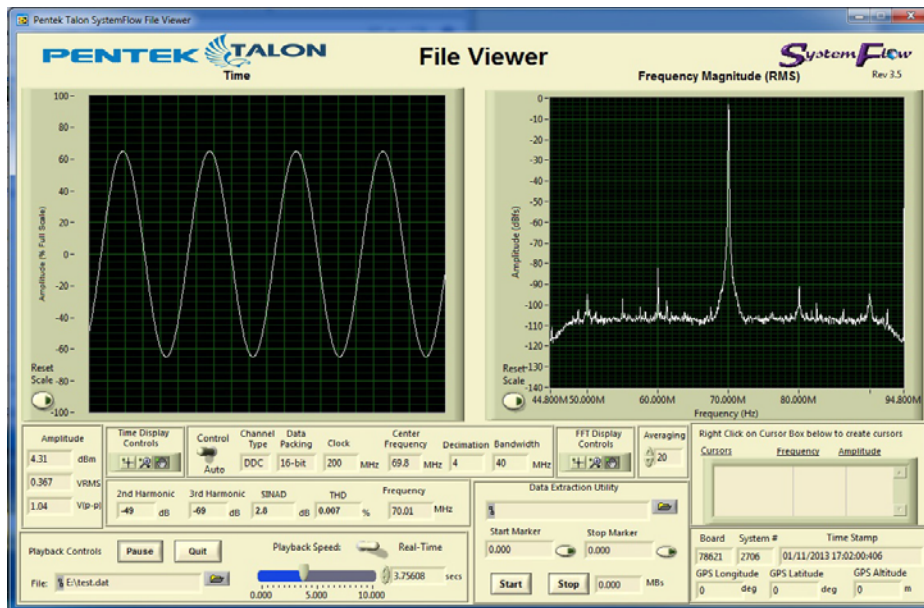 Pentek Talon SystemFlow File Viewer
PENTEK TALON
File Viewer
SystemFlow
Rev 3.5
Time
Frequency Magnitude (RMS)
Amplitude (% Full Scale)
100
80
60
40
20
0
-20
-40
-60
-80
-100
Reset Scale
Amplitude (dBfs)
0
-10
-20
-30
-40
-50
-60
-70
-80
-90
-100
-110
-120
-130
-140
Reset Scale
44.800M 50.000M 60.000M 70.000M 80.000M 94.800M
Frequency (Hz)
Amplitude
4.31 dBm
0.367 VRMS
1.04 V(p-p)
Time Display Controls
Control
Auto
Channel Type
DDC
Data Packing
16-bit
Clock
200 MHz
Center Frequency
69.8 MHz
Decimation
4
Bandwidth
40 MHz
FFT Display Controls
Averaging
20
Right Click on Cursor Box below to create cursors
Cursors Frequency Amplitude
2nd Harmonic
-49 dB
3rd Harmonic
-69 dB
SINAD
2.8 dB
THD
0.007 %
Frequency
70.01 MHz
Data Extraction Utility
Start Marker
0.000
Stop Marker
0.000
Start
Stop
0.000 MBs
Playback Controls
Pause
Quit
Playback Speed:
Real-Time
File: E:\test.dat
0.000 5.000 10.000
3.75608 secs
Board System # Time Stamp
78621 2706 01/11/2013 17:02:00:406
GPS Longitude GPS Latitude GPS Altitude
0 deg 0 deg 0 m